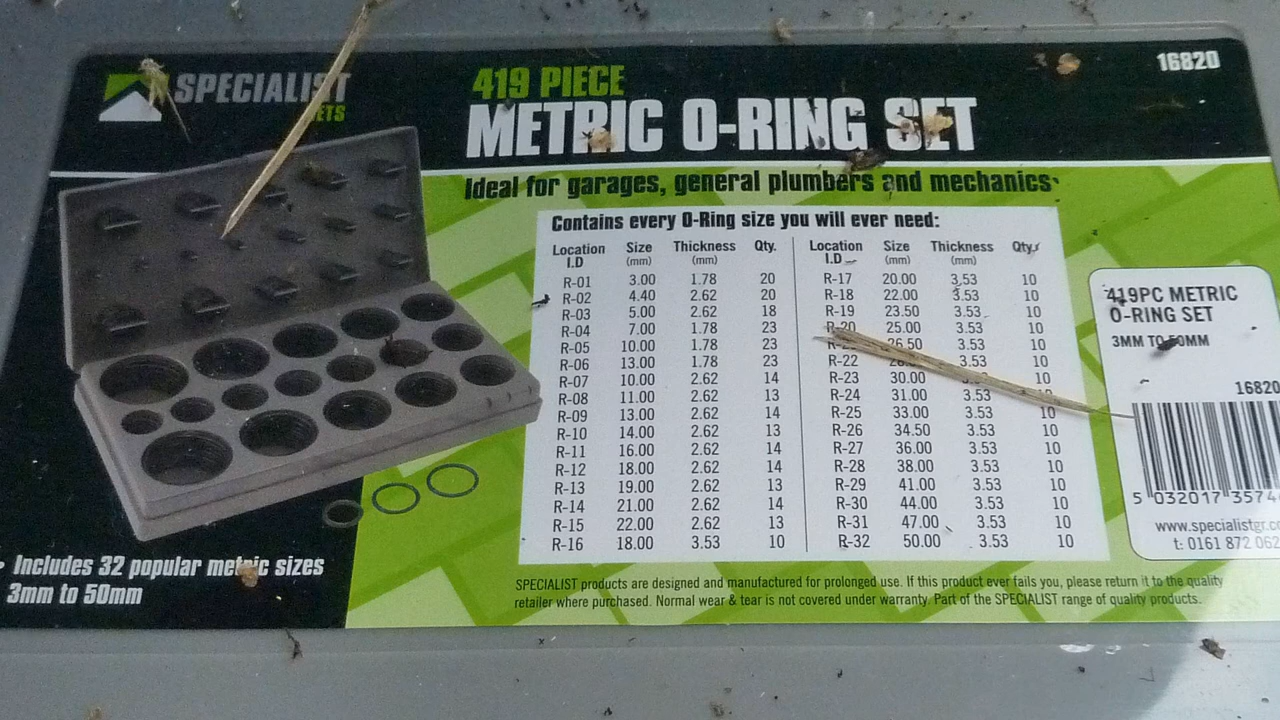 SPECIALIST
SETS
419 PIECE
METRIC O-RING SET
16820
Ideal for garages, general plumbers and mechanics
Contains every O-Ring size you will ever need:
Location I.D Size (mm) Thickness (mm) Qty. Location I.D Size (mm) Thickness (mm) Qty.
R-01 3.00 1.78 20 R-17 20.00 3.53 10
R-02 4.40 2.62 20 R-18 22.00 3.53 10
R-03 5.00 2.62 18 R-19 23.50 3.53 10
R-04 7.00 1.78 23 R-20 25.00 3.53 10
R-05 10.00 1.78 23 26.50 3.53 10
R-06 13.00 1.78 23 R-22 3.53 10
R-07 10.00 2.62 14 R-23 30.00 10
R-08 11.00 2.62 13 R-24 31.00 3.53 10
R-09 13.00 2.62 14 R-25 33.00 3.53 10
R-10 14.00 2.62 13 R-26 34.50 3.53 10
R-11 16.00 2.62 14 R-27 36.00 3.53 10
R-12 18.00 2.62 14 R-28 38.00 3.53 10
R-13 19.00 2.62 13 R-29 41.00 3.53 10
R-14 21.00 2.62 14 R-30 44.00 3.53 10
R-15 22.00 2.62 13 R-31 47.00 3.53 10
R-16 18.00 3.53 10 R-32 50.00 3.53 10
419PC METRIC
O-RING SET
3MM TO 50MM
16820
5 032017 3574
www.specialistgr.co
t: 0161 872 062
Includes 32 popular metric sizes
3mm to 50mm
SPECIALIST products are designed and manufactured for prolonged use. If this product ever fails you, please return it to the quality
retailer where purchased. Normal wear & tear is not covered under warranty. Part of the SPECIALIST range of quality products.